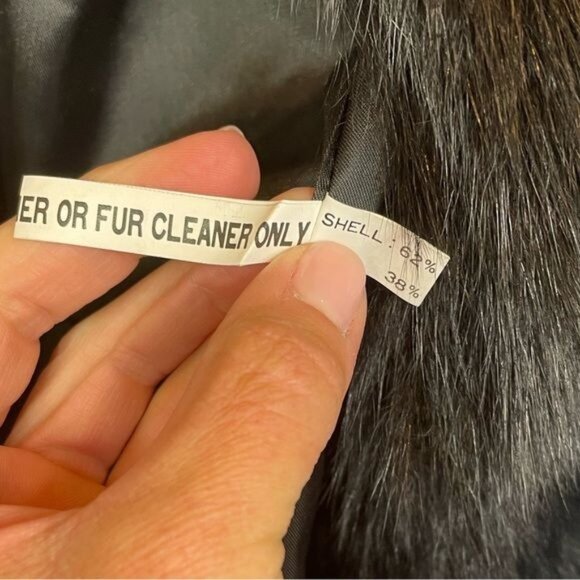 ER OR FUR CLEANER ONLY
SHELL : 62%
38%